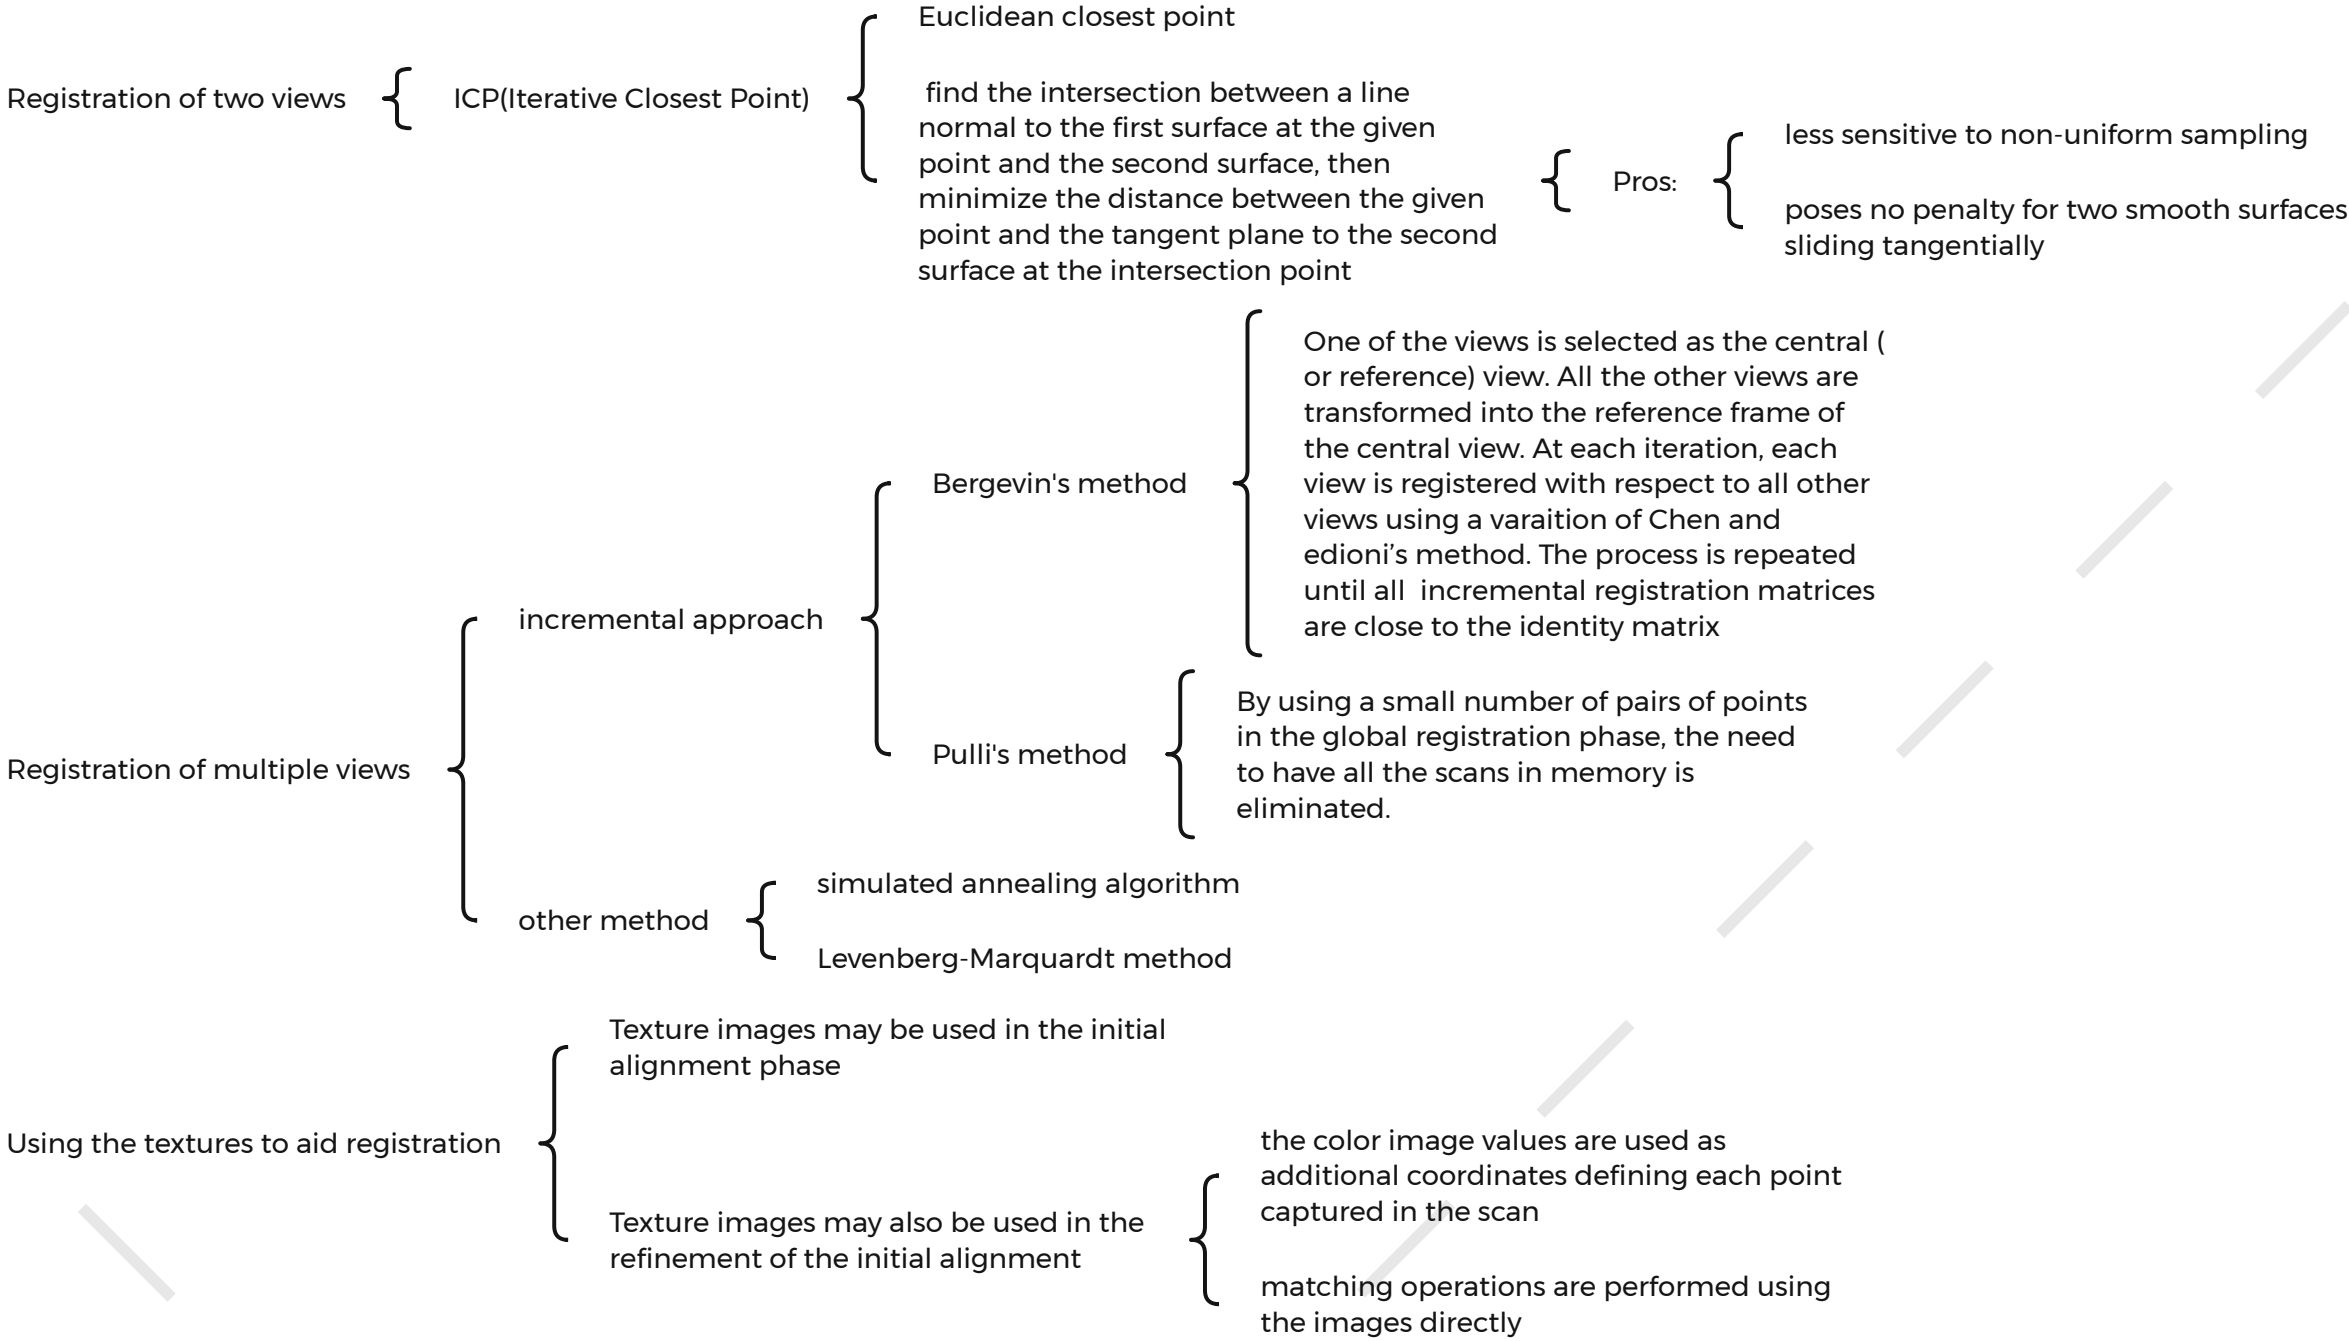 Registration of two views
ICP(Iterative Closest Point)
Euclidean closest point
find the intersection between a line
normal to the first surface at the given
point and the second surface, then
minimize the distance between the given
point and the tangent plane to the second
surface at the intersection point
Pros:
less sensitive to non-uniform sampling
poses no penalty for two smooth surfaces
sliding tangentially
Registration of multiple views
incremental approach
Bergevin's method
One of the views is selected as the central (
or reference) view. All the other views are
transformed into the reference frame of
the central view. At each iteration, each
view is registered with respect to all other
views using a varaition of Chen and
edioni’s method. The process is repeated
until all  incremental registration matrices
are close to the identity matrix
Pulli's method
By using a small number of pairs of points
in the global registration phase, the need
to have all the scans in memory is
eliminated.
other method
simulated annealing algorithm
Levenberg-Marquardt method
Using the textures to aid registration
Texture images may be used in the initial
alignment phase
Texture images may also be used in the
refinement of the initial alignment
the color image values are used as
additional coordinates defining each point
captured in the scan
matching operations are performed using
the images directly